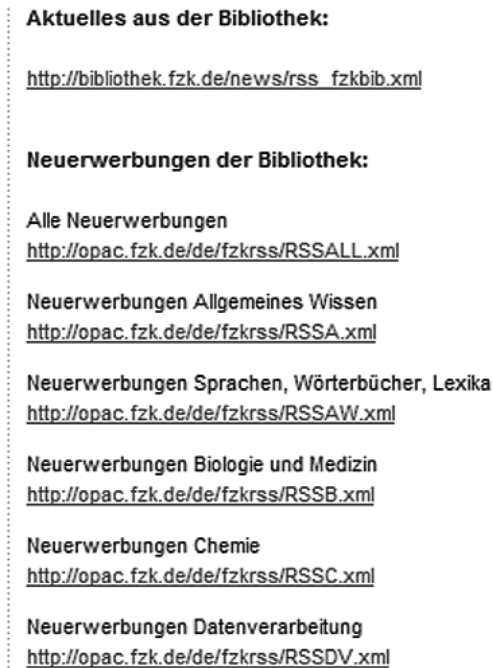 Aktuelles aus der Bibliothek:
http://bibliothek.fzk.de/news/rss_fzkbib.xml
Neuerwerbungen der Bibliothek:
Alle Neuerwerbungen
http://opac.fzk.de/de/fzkrss/RSSALL.xml
Neuerwerbungen Allgemeines Wissen
http://opac.fzk.de/de/fzkrss/RSSA.xml
Neuerwerbungen Sprachen, Wörterbücher, Lexika
http://opac.fzk.de/de/fzkrss/RSSAW.xml
Neuerwerbungen Biologie und Medizin
http://opac.fzk.de/de/fzkrss/RSSB.xml
Neuerwerbungen Chemie
http://opac.fzk.de/de/fzkrss/RSSC.xml
Neuerwerbungen Datenverarbeitung
http://opac.fzk.de/de/fzkrss/RSSDV.xml